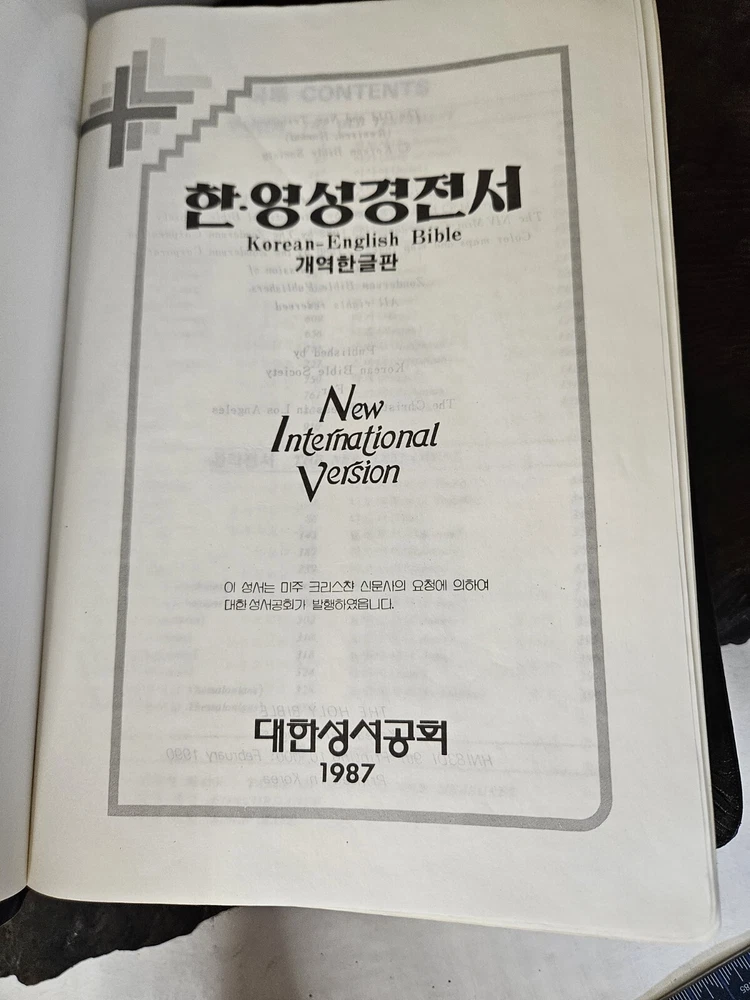 한·영성경전서
Korean-English Bible
개역한글판
New
International
Version
이 성서는 미주 크리스챤 신문사의 요청에 의하여
대한성서공회가 발행하였읍니다.
대한성서공회
1987